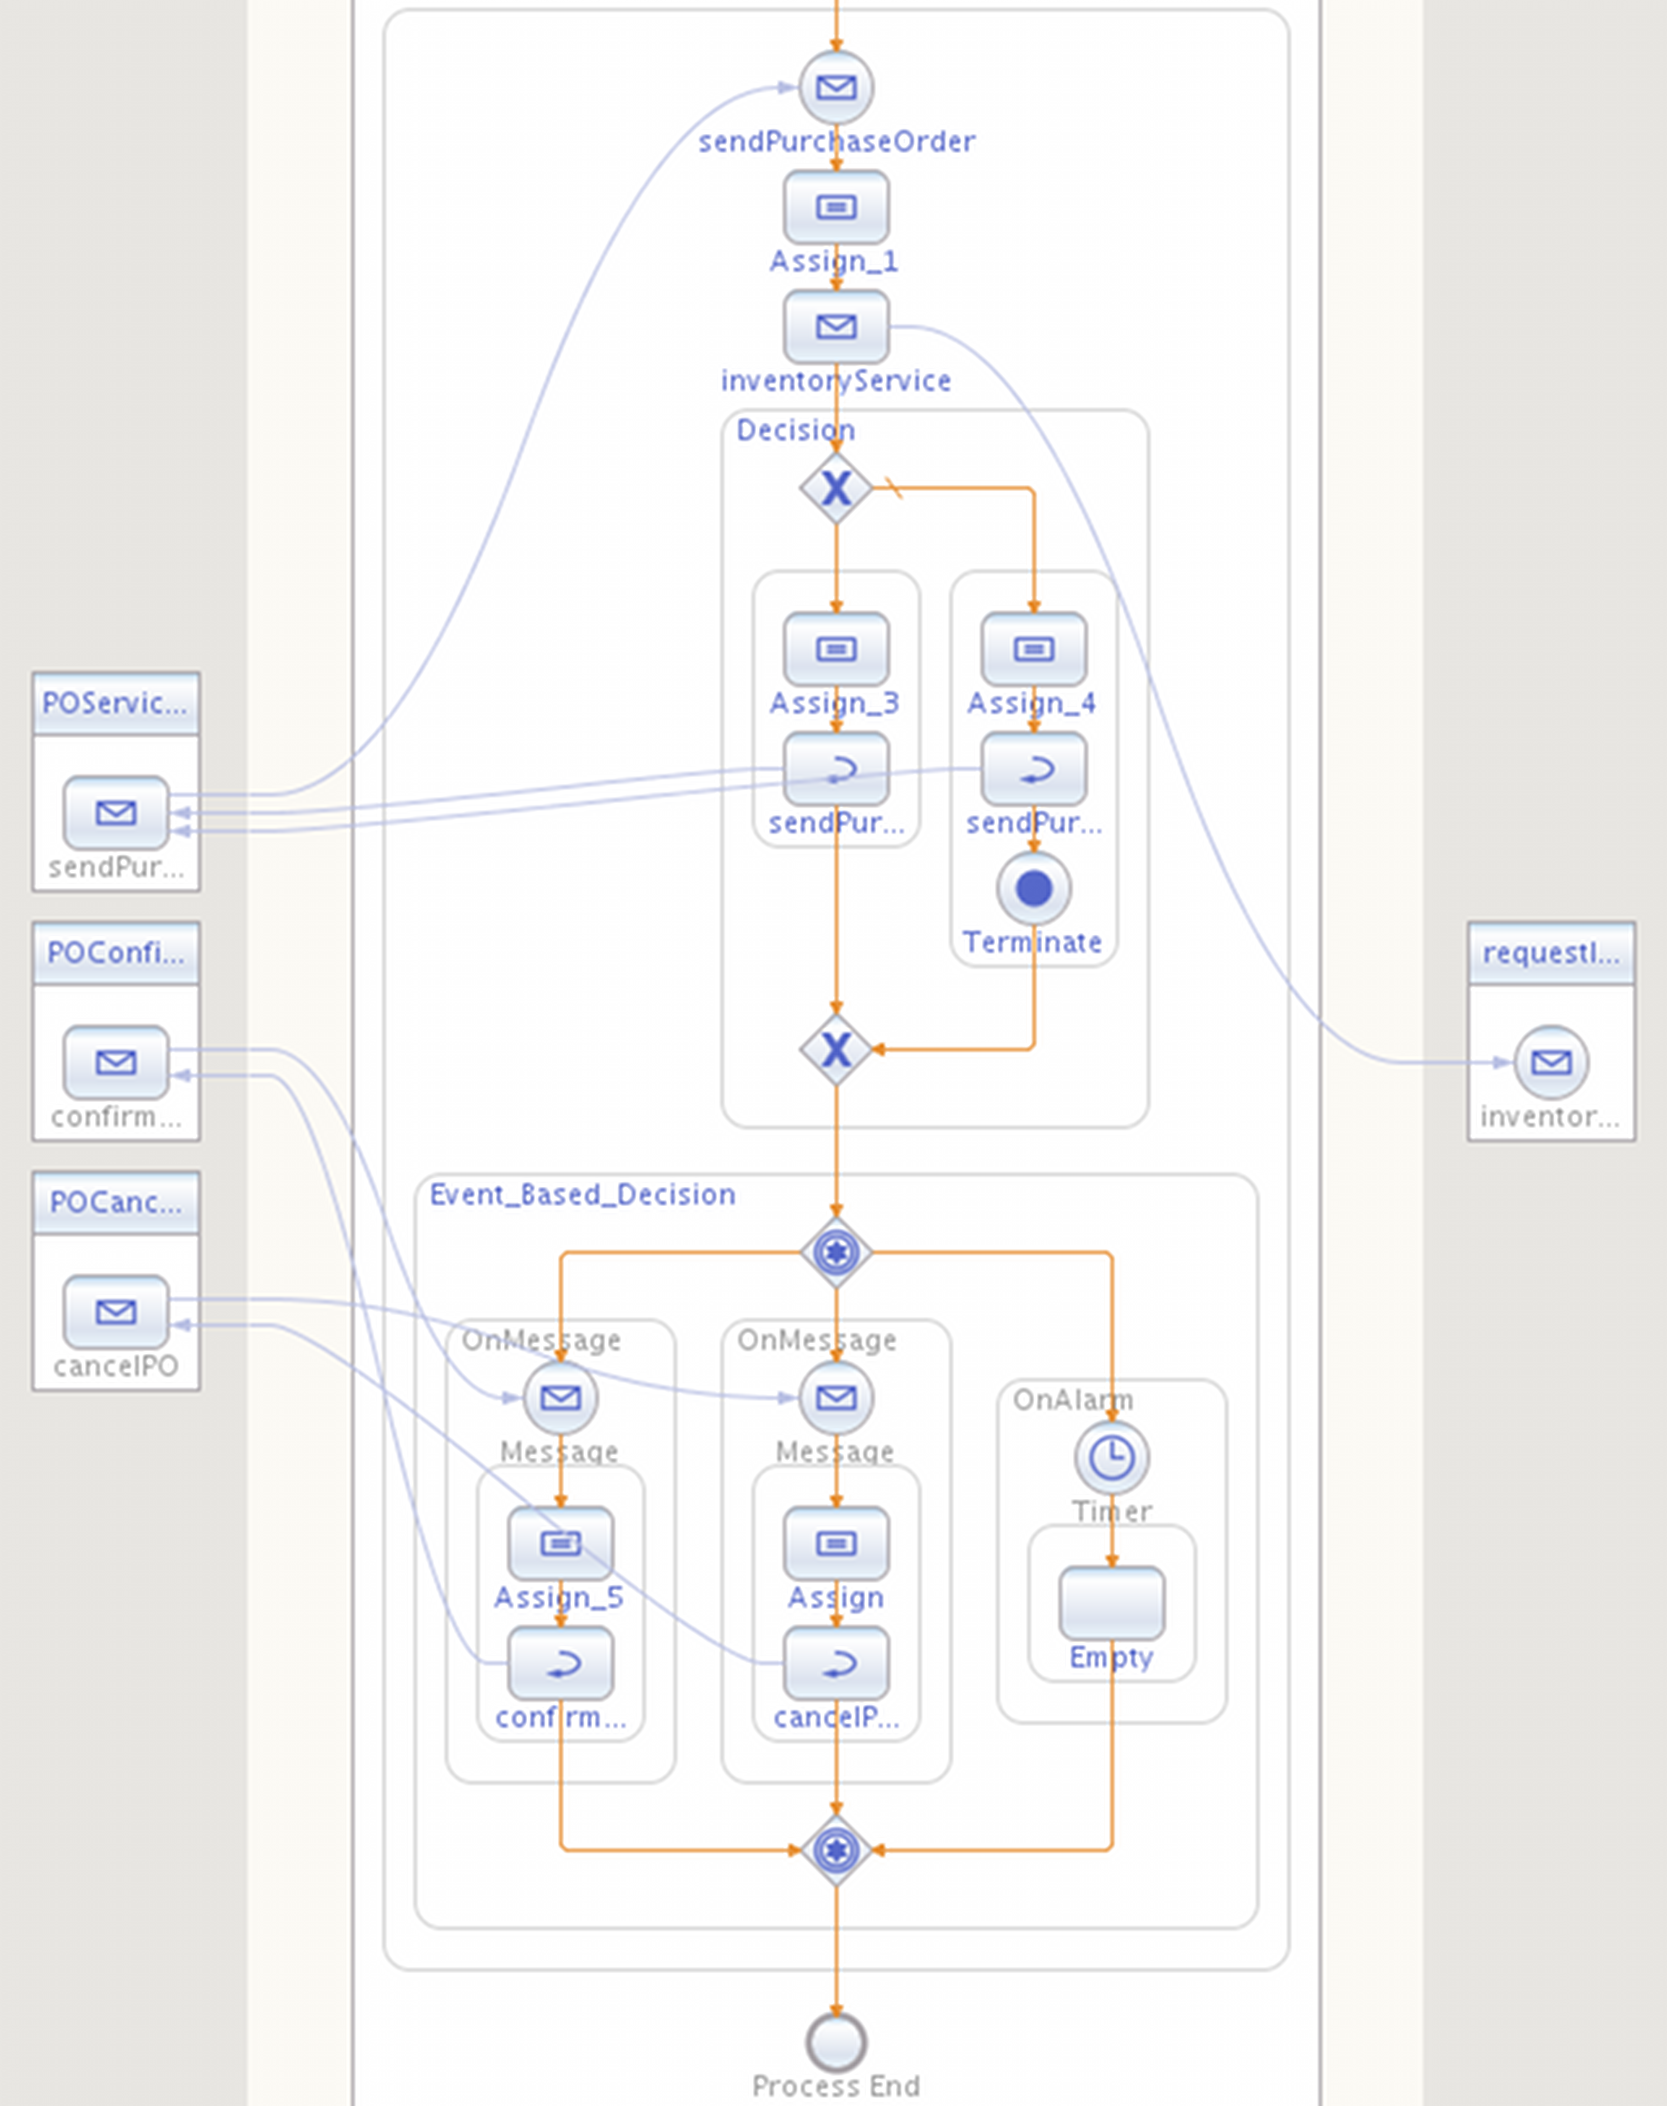 sendPurchaseOrder
Assign_1
inventoryService
Decision
X
Assign_3
Assign_4
sendPur...
sendPur...
Terminate
X
POServic...
sendPur...
POConfi...
confirm...
POCanc...
cancelPO
requestI...
inventor...
Event_Based_Decision
OnMessage
OnMessage
OnAlarm
Message
Message
Timer
Assign_5
Assign
Empty
confirm...
cancelP...
Process End